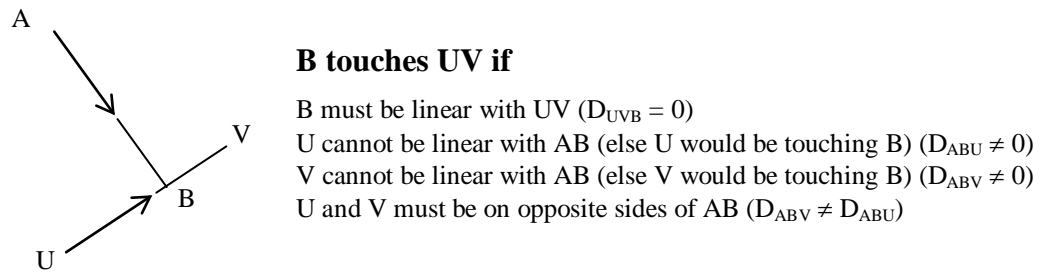 A
B touches UV if
B must be linear with UV (D_UVB = 0)
V
U cannot be linear with AB (else U would be touching B) (D_ABU ≠ 0)
V cannot be linear with AB (else V would be touching B) (D_ABV ≠ 0)
B
U and V must be on opposite sides of AB (D_ABV ≠ D_ABU)
U